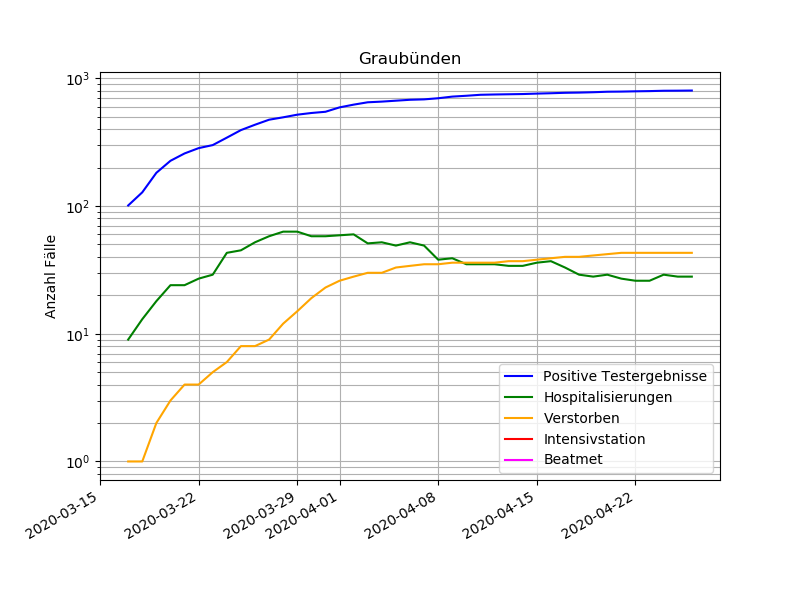 Graubünden
Anzahl Fälle
10³
10²
10¹
10⁰
Positive Testergebnisse
Hospitalisierungen
Verstorben
Intensivstation
Beatmet
2020-03-15
2020-03-22
2020-03-29
2020-04-01
2020-04-08
2020-04-15
2020-04-22